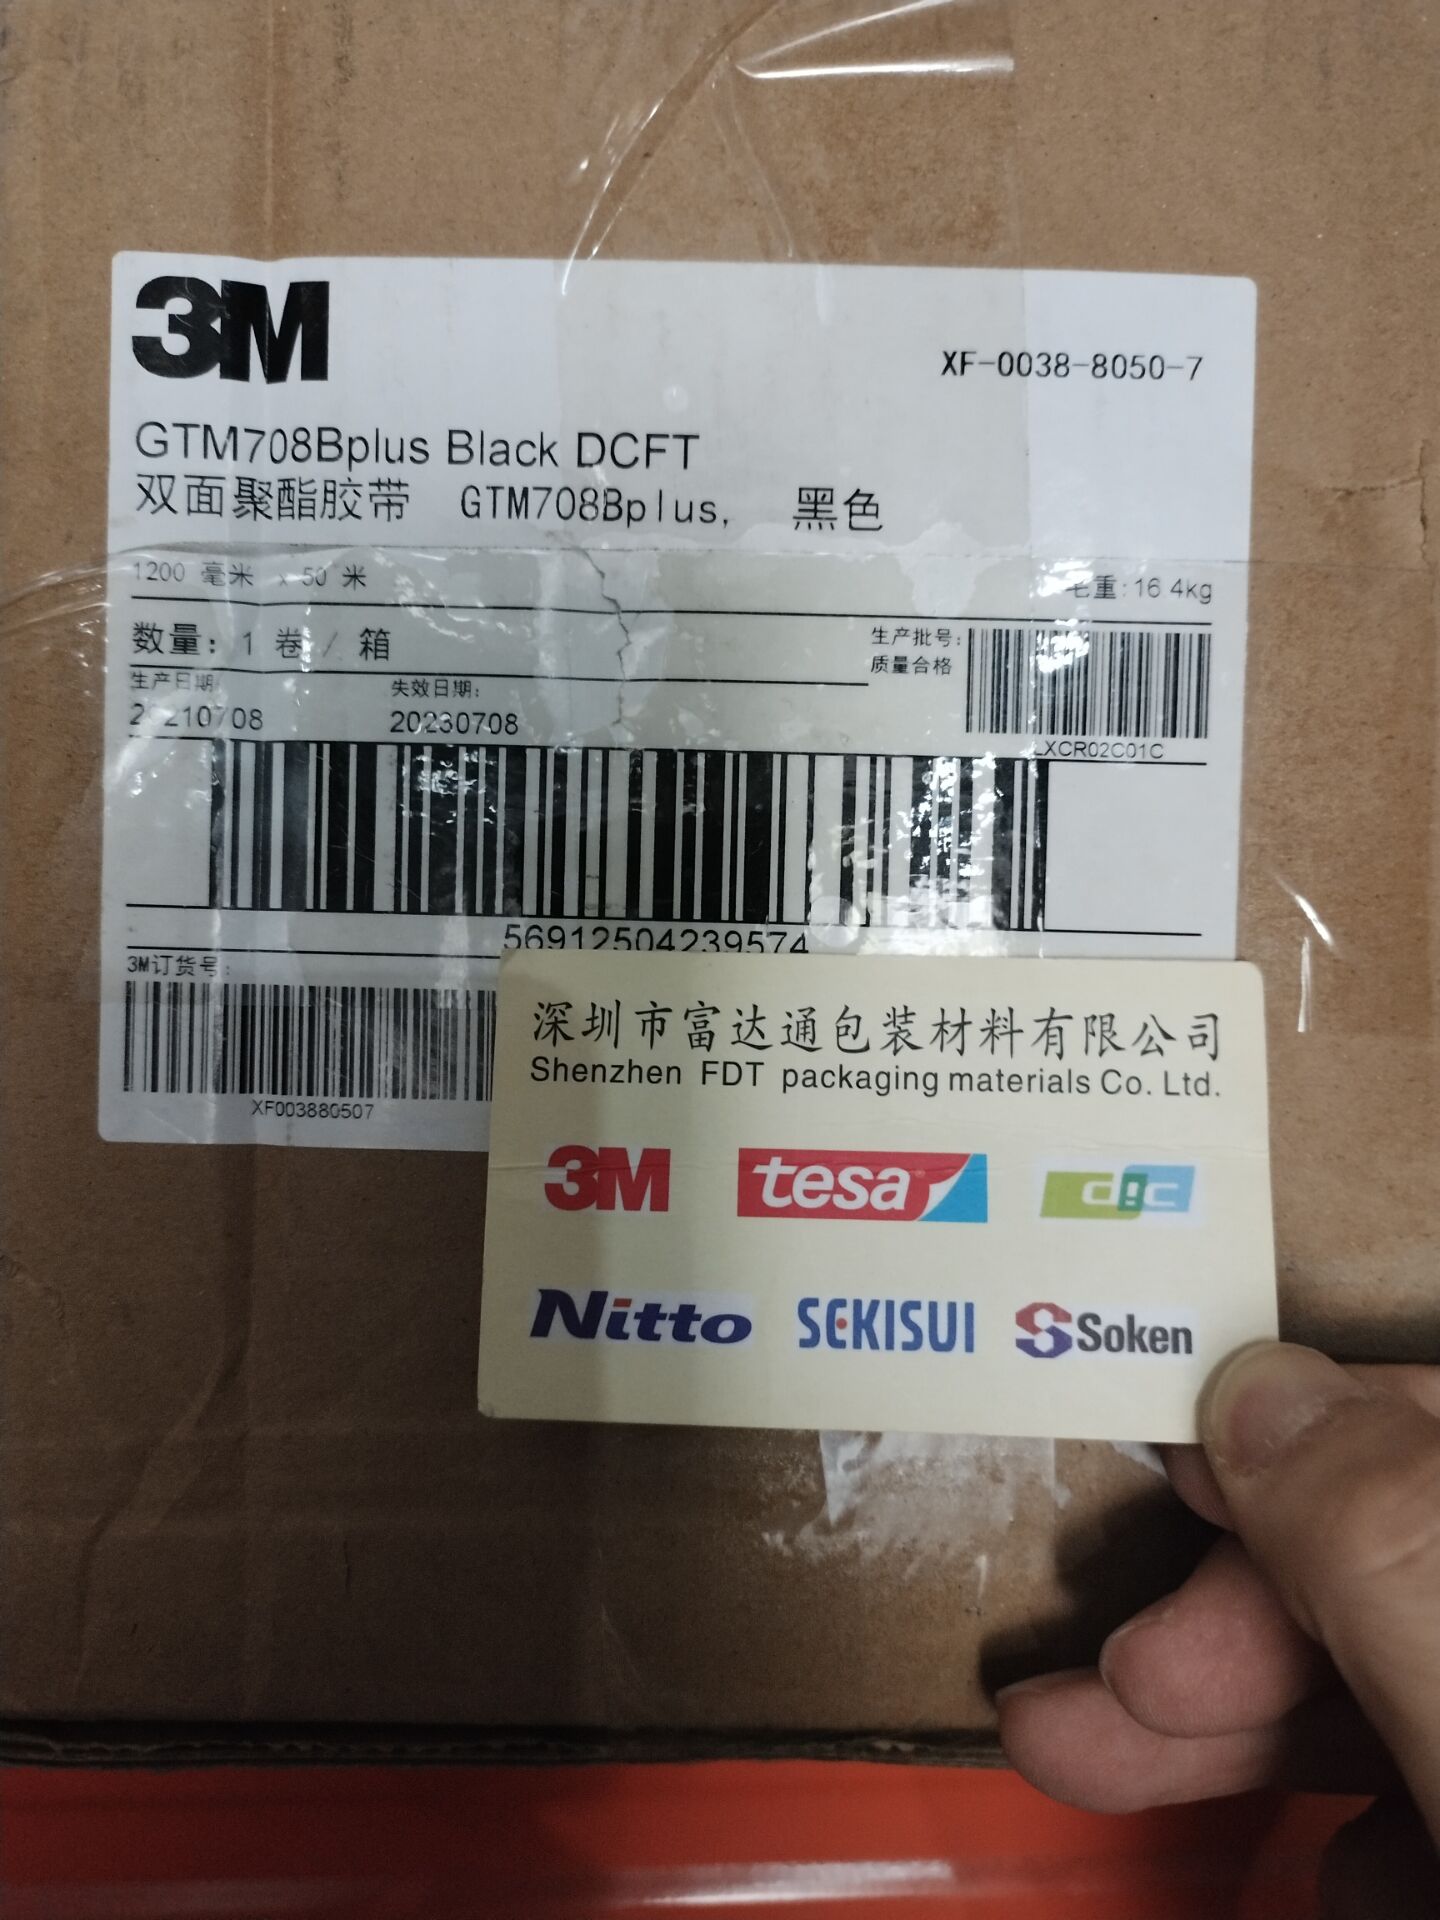 3M
XF-0038-8050-7
GTM708Bplus Black DCFT
双面聚酯胶带 GTM708Bplus, 黑色
1200 毫米 x 50 米
毛重:16.4kg
数量: 1 卷 / 箱
生产批号:
质量合格
LXCR02C01C
生产日期:
失效日期:
20210708
20230708
56912504239574
3M订货号:
XF003880507
深圳市富达通包装材料有限公司
Shenzhen FDT packaging materials Co. Ltd.
3M tesa dic
Nitto SEKISUI Soken